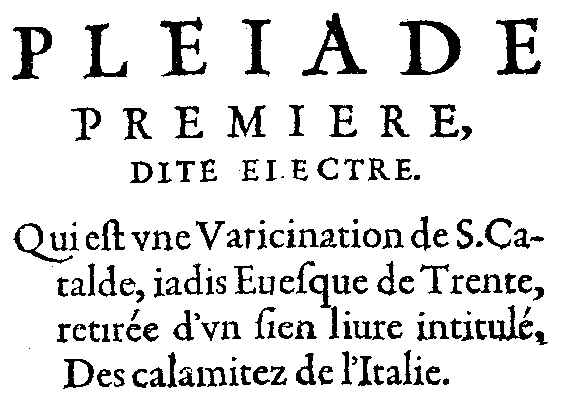 PLEIADE
PREMIERE,
DITE ELECTRE.
Qui eſt vne Vaticination de S.Ca-
talde, iadis Eueſque de Trente,
retirée d'vn ſien liure intitulé,
Des calamitez de l'Italie.